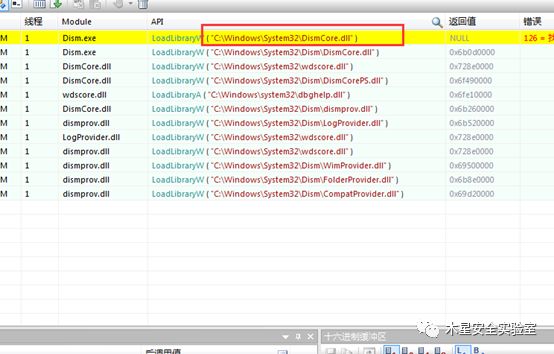 线程 Module API 返回值 错误
M 1 Dism.exe LoadLibraryW ( "C:\Windows\System32\DismCore.dll" ) NULL 126 =
M 1 Dism.exe LoadLibraryW ( "C:\Windows\System32\Dism\DismCore.dll" ) 0x6b0d0000
M 1 DismCore.dll LoadLibraryW ( "C:\Windows\System32\wdscore.dll" ) 0x728e0000
M 1 DismCore.dll LoadLibraryW ( "C:\Windows\System32\Dism\DismCorePS.dll" ) 0x6f490000
M 1 wdscore.dll LoadLibraryA ( "C:\Windows\system32\dbghelp.dll" ) 0x6fe10000
M 1 DismCore.dll LoadLibraryW ( "C:\Windows\System32\Dism\dismprov.dll" ) 0x6b260000
M 1 dismprov.dll LoadLibraryW ( "C:\Windows\System32\Dism\LogProvider.dll" ) 0x6b520000
M 1 LogProvider.dll LoadLibraryW ( "C:\Windows\System32\wdscore.dll" ) 0x728e0000
M 1 dismprov.dll LoadLibraryW ( "C:\Windows\System32\wdscore.dll" ) 0x728e0000
M 1 dismprov.dll LoadLibraryW ( "C:\Windows\System32\Dism\WimProvider.dll" ) 0x69500000
M 1 dismprov.dll LoadLibraryW ( "C:\Windows\System32\Dism\FolderProvider.dll" ) 0x6b8e0000
M 1 dismprov.dll LoadLibraryW ( "C:\Windows\System32\Dism\CompatProvider.dll" ) 0x69d20000
木星安全实验室
十六进制缓冲区
后调用值